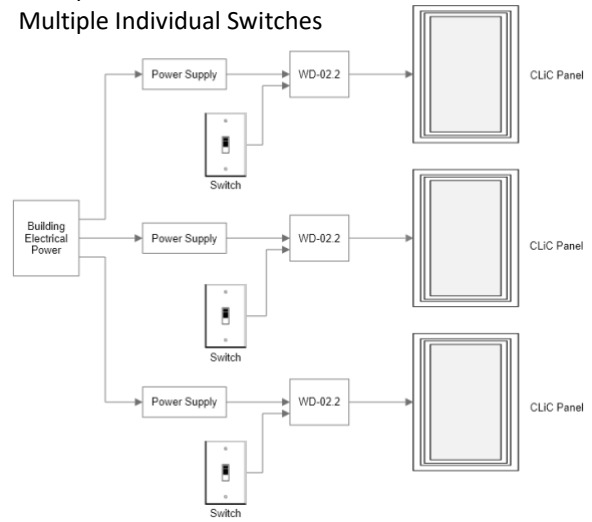 Multiple Individual Switches
Power Supply
WD-02.2
CLiC Panel
Switch
Building
Electrical
Power
Power Supply
WD-02.2
CLiC Panel
Switch
Power Supply
WD-02.2
CLiC Panel
Switch